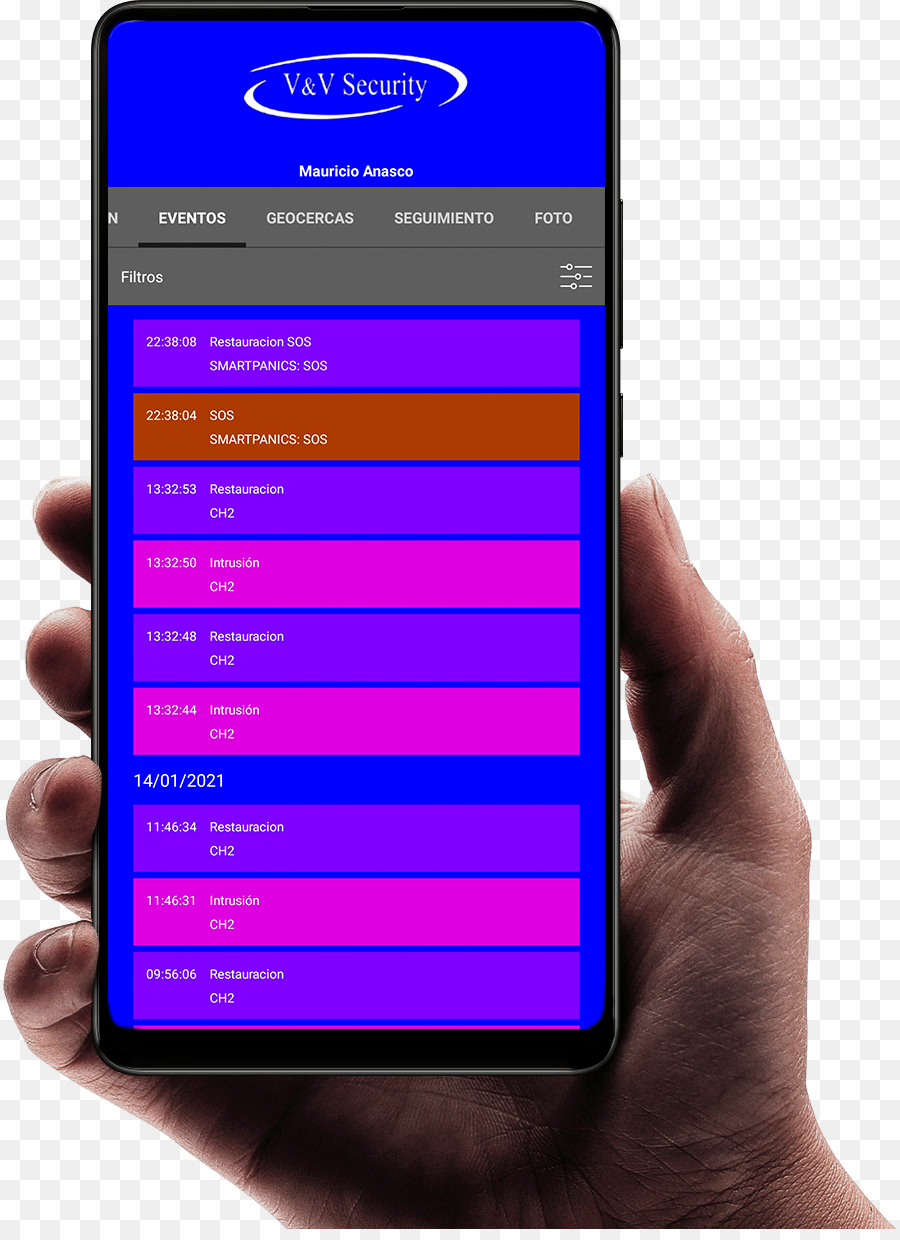 V&V Security
Mauricio Anasco
N EVENTOS GEOCERCAS SEGUIMIENTO FOTO
Filtros
22:38:08 Restauracion SOS
SMARTPANICS: SOS
22:38:04 SOS
SMARTPANICS: SOS
13:32:53 Restauracion
CH2
13:32:50 Intrusión
CH2
13:32:48 Restauracion
CH2
13:32:44 Intrusión
CH2
14/01/2021
11:46:34 Restauracion
CH2
11:46:31 Intrusión
CH2
09:56:06 Restauracion
CH2